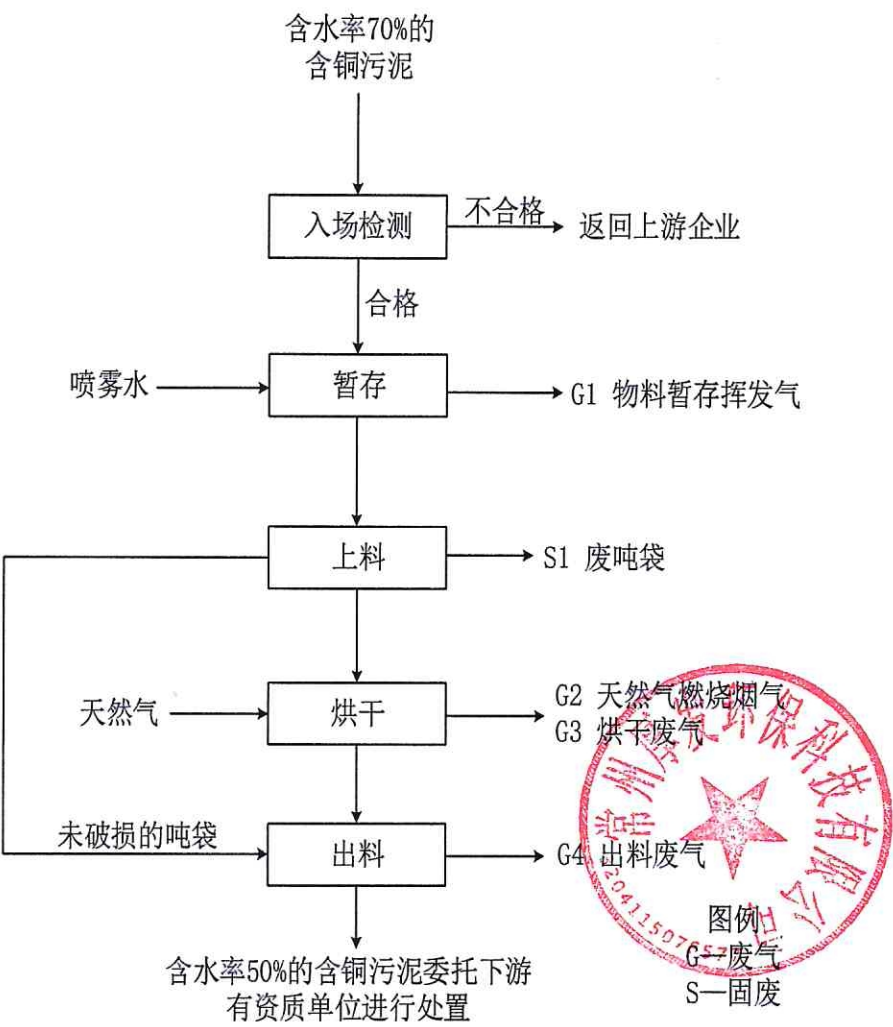 含水率70%的
含铜污泥
入场检测
不合格
返回上游企业
合格
喷雾水
暂存
G1 物料暂存挥发气
上料
S1 废吨袋
天然气
烘干
G2 天然气燃烧烟气
G3 烘干废气
未破损的吨袋
出料
G4 出料废气
图例
G—废气
S—固废
含水率50%的含铜污泥委托下游
有资质单位进行处置